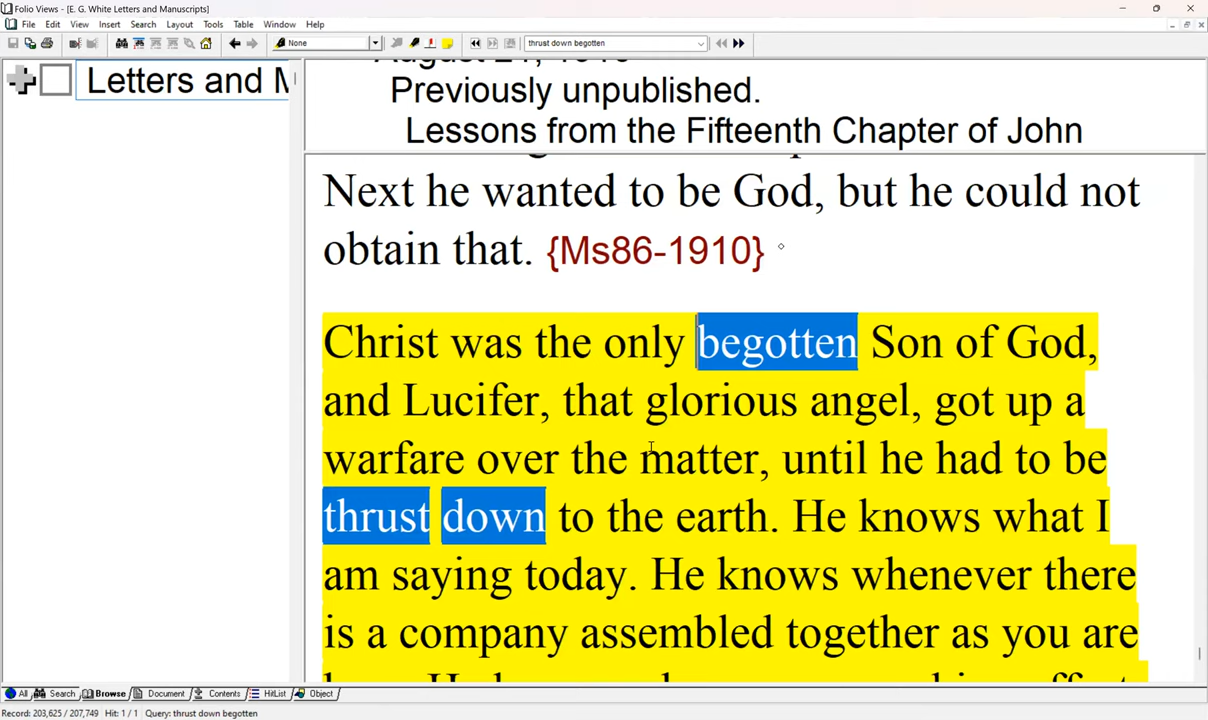 Folio Views - [E. G. White Letters and Manuscripts]
File Edit View Insert Search Layout Tools Table Window Help
None
thrust down begotten
Letters and M
Previously unpublished.
Lessons from the Fifteenth Chapter of John
Next he wanted to be God, but he could not
obtain that. {Ms86-1910}
Christ was the only begotten Son of God,
and Lucifer, that glorious angel, got up a
warfare over the matter, until he had to be
thrust down to the earth. He knows what I
am saying today. He knows whenever there
is a company assembled together as you are
All Search Browse Document Contents HitList Object
Record: 203,625 / 207,749 Hit: 1 / 1 Query: thrust down begotten